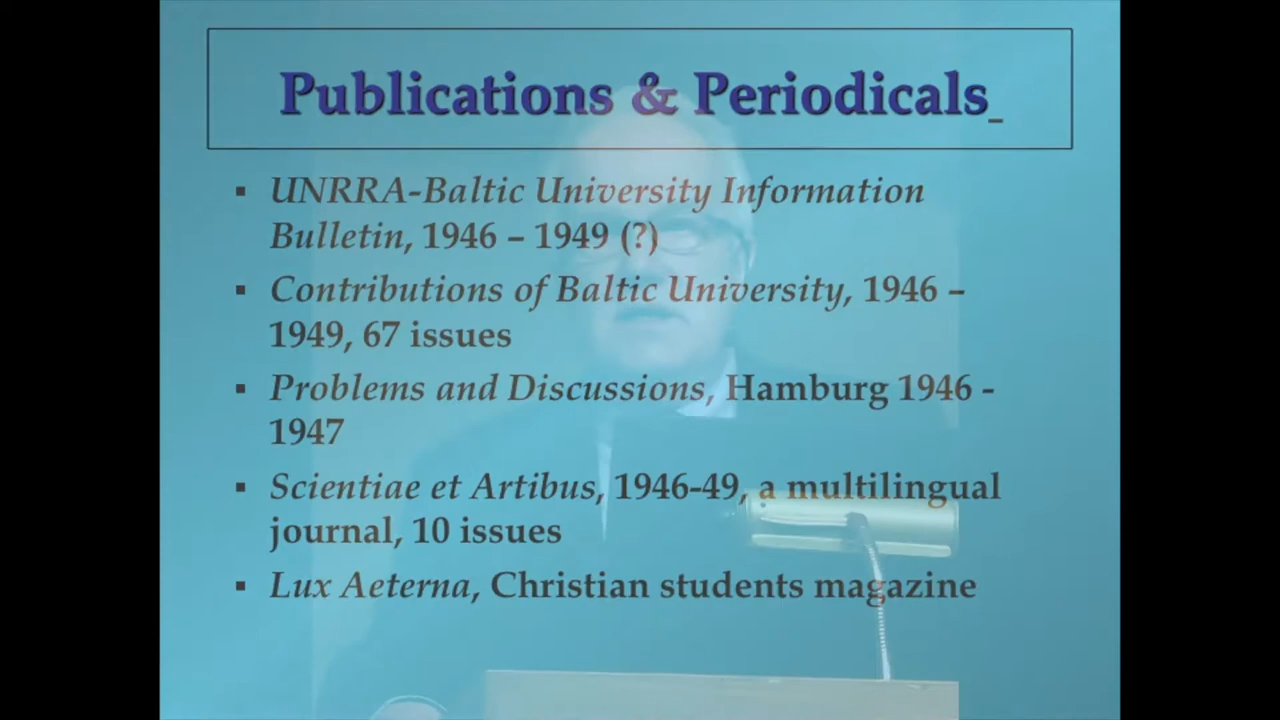 Publications & Periodicals
▪ UNRRA-Baltic University Information
Bulletin, 1946 – 1949 (?)
▪ Contributions of Baltic University, 1946 –
1949, 67 issues
▪ Problems and Discussions, Hamburg 1946 -
1947
▪ Scientiae et Artibus, 1946-49, a multilingual
journal, 10 issues
▪ Lux Aeterna, Christian students magazine